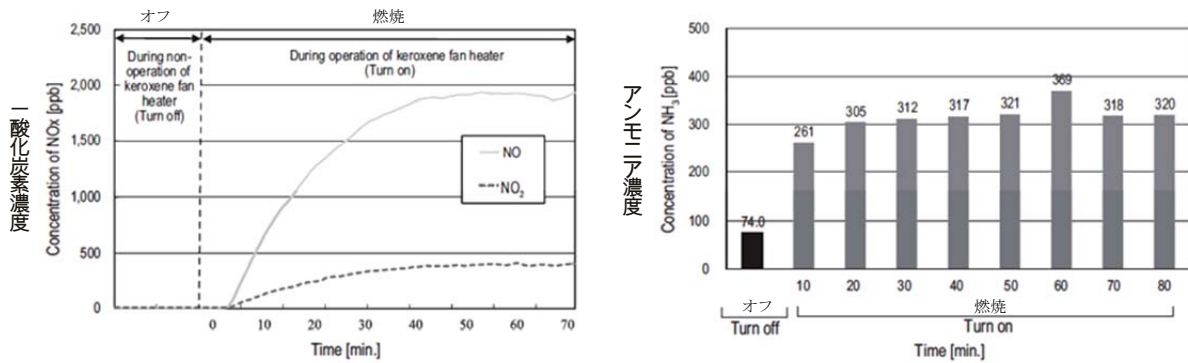 オフ
燃焼
一酸化炭素濃度
Concentration of NOx [ppb]
2,500
2,000
1,500
1,000
500
0
During non-
operation of
keroxene fan
heater
(Turn off)
During operation of keroxene fan heater
(Turn on)
NO
NO₂
0 10 20 30 40 50 60 70
Time [min.]
アンモニア濃度
Concentration of NH₃[ppb]
500
400
300
200
100
0
74.0
261
305
312
317
321
369
318
320
10 20 30 40 50 60 70 80
オフ
燃焼
Turn off
Turn on
Time [min.]